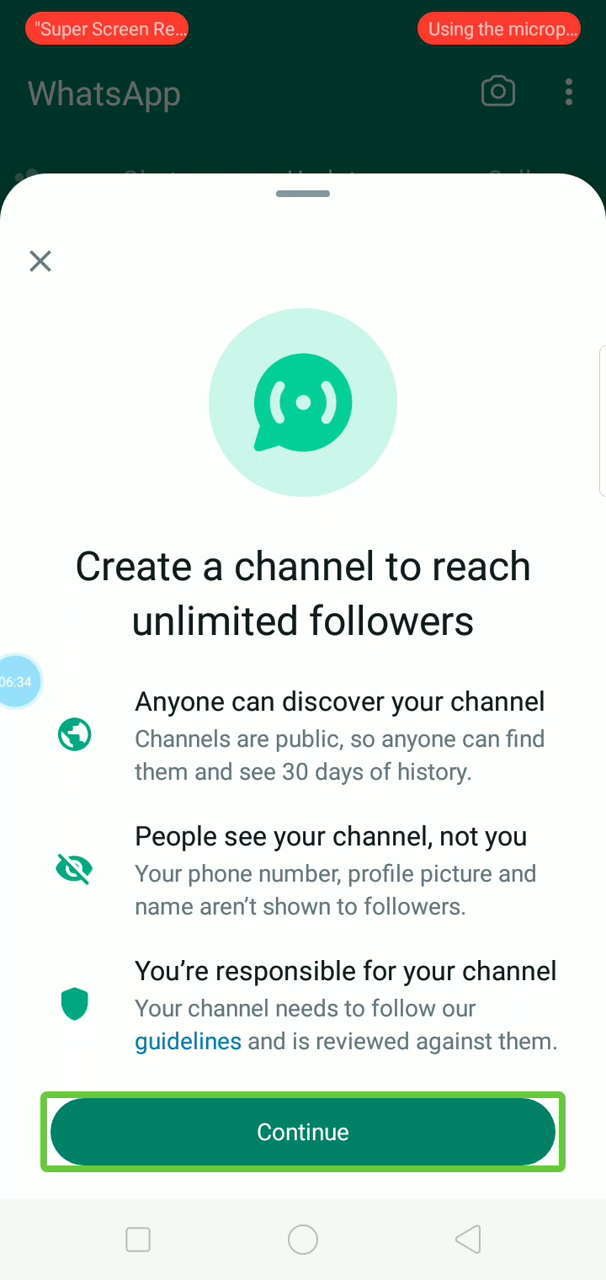 "Super Screen Re...
Using the microp...
WhatsApp
Create a channel to reach
unlimited followers
06:34
Anyone can discover your channel
Channels are public, so anyone can find
them and see 30 days of history.
People see your channel, not you
Your phone number, profile picture and
name aren’t shown to followers.
You’re responsible for your channel
Your channel needs to follow our
guidelines and is reviewed against them.
Continue